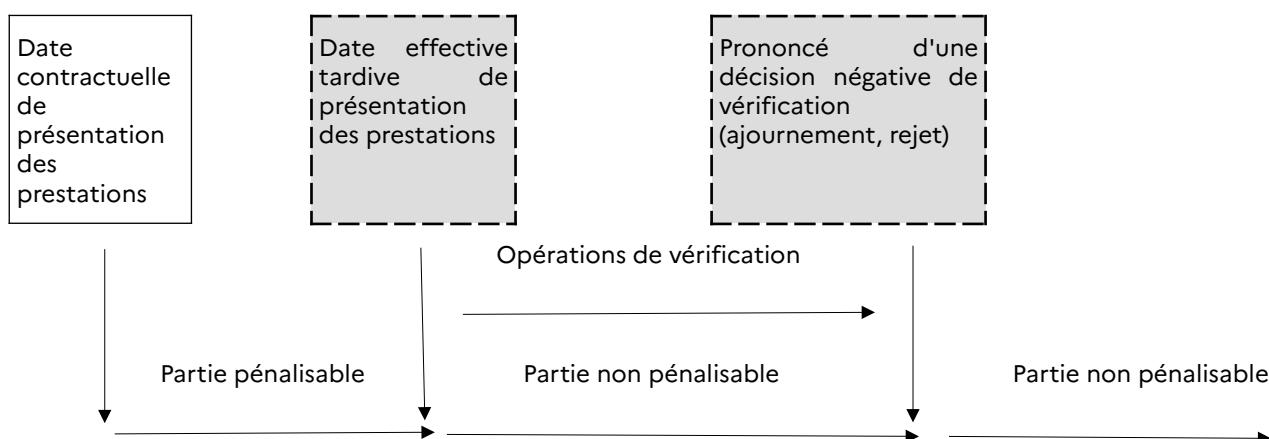 Date
contractuelle
de
présentation
des
prestations
Date effective
tardive de
présentation
des prestations
Prononcé d'une
décision négative de
vérification
(ajournement, rejet)
Opérations de vérification
Partie pénalisable
Partie non pénalisable
Partie non pénalisable